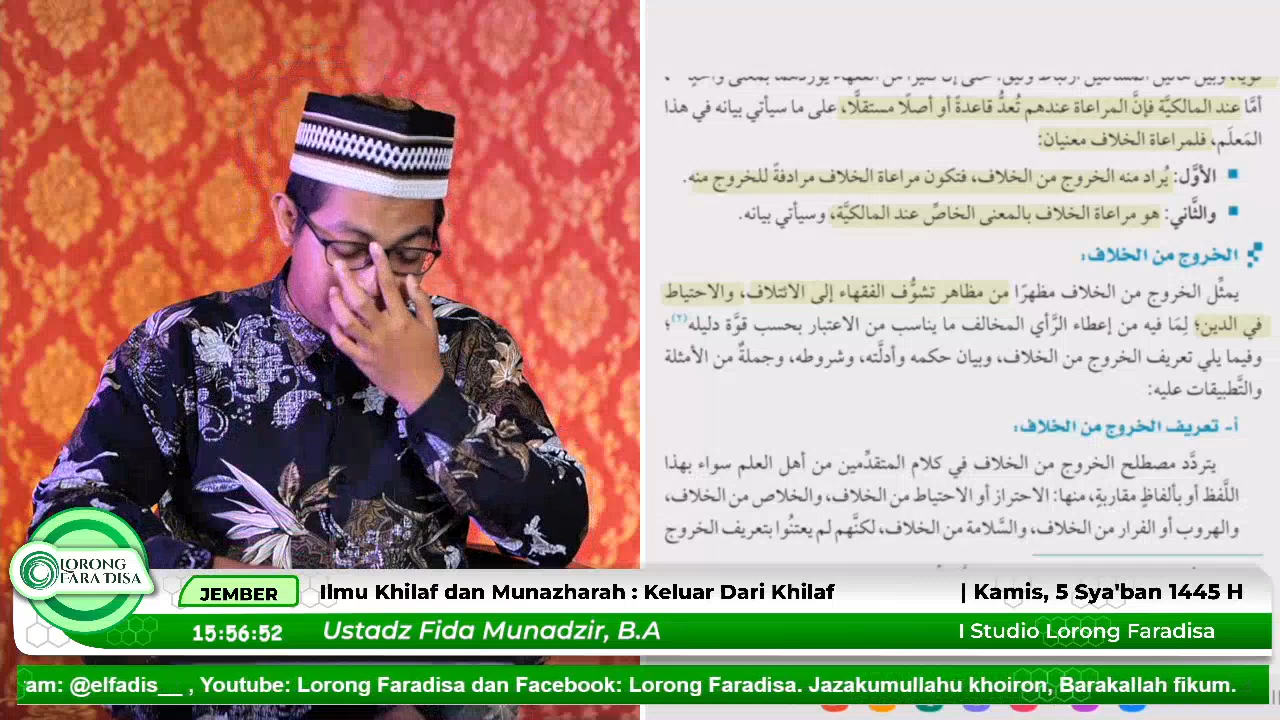 أمَّا عند المالكيَّة فإنَّ المراعاة عندهم تُعدُّ قاعدةً أو أصلًا مستقلًّا، على ما سيأتي بيانه في هذا
المَعلَم، فلمراعاة الخلاف معنيان:
■ الأوَّل: يُراد منه الخروج من الخلاف، فتكون مراعاة الخلاف مرادفةً للخروج منه.
■ والثَّاني: هو مراعاة الخلاف بالمعنى الخاصِّ عند المالكيَّة، وسيأتي بيانه.
الخروج من الخلاف:
يمثِّل الخروج من الخلاف مظهرًا من مظاهر تشوُّف الفقهاء إلى الائتلاف، والاحتياط
في الدين؛ لِمَا فيه من إعطاء الرَّأي المخالف ما يناسب من الاعتبار بحسب قوَّة دليله(٢)؛
وفيما يلي تعريف الخروج من الخلاف، وبيان حكمه وأدلَّته، وشروطه، وجملةٌ من الأمثلة
والتَّطبيقات عليه:
أ- تعريف الخروج من الخلاف:
يتردَّد مصطلح الخروج من الخلاف في كلام المتقدِّمين من أهل العلم سواء بهذا
اللَّفظ أو بألفاظٍ مقاربةٍ، منها: الاحتراز أو الاحتياط من الخلاف، والخلاص من الخلاف،
والهروب أو الفرار من الخلاف، والسَّلامة من الخلاف، لكنَّهم لم يعتنُوا بتعريف الخروج
LORONG
FARADISA
JEMBER Ilmu Khilaf dan Munazharah : Keluar Dari Khilaf | Kamis, 5 Sya'ban 1445 H
15:56:52 Ustadz Fida Munadzir, B.A I Studio Lorong Faradisa
am: @elfadis__ , Youtube: Lorong Faradisa dan Facebook: Lorong Faradisa. Jazakumullahu khoiron, Barakallah fikum.